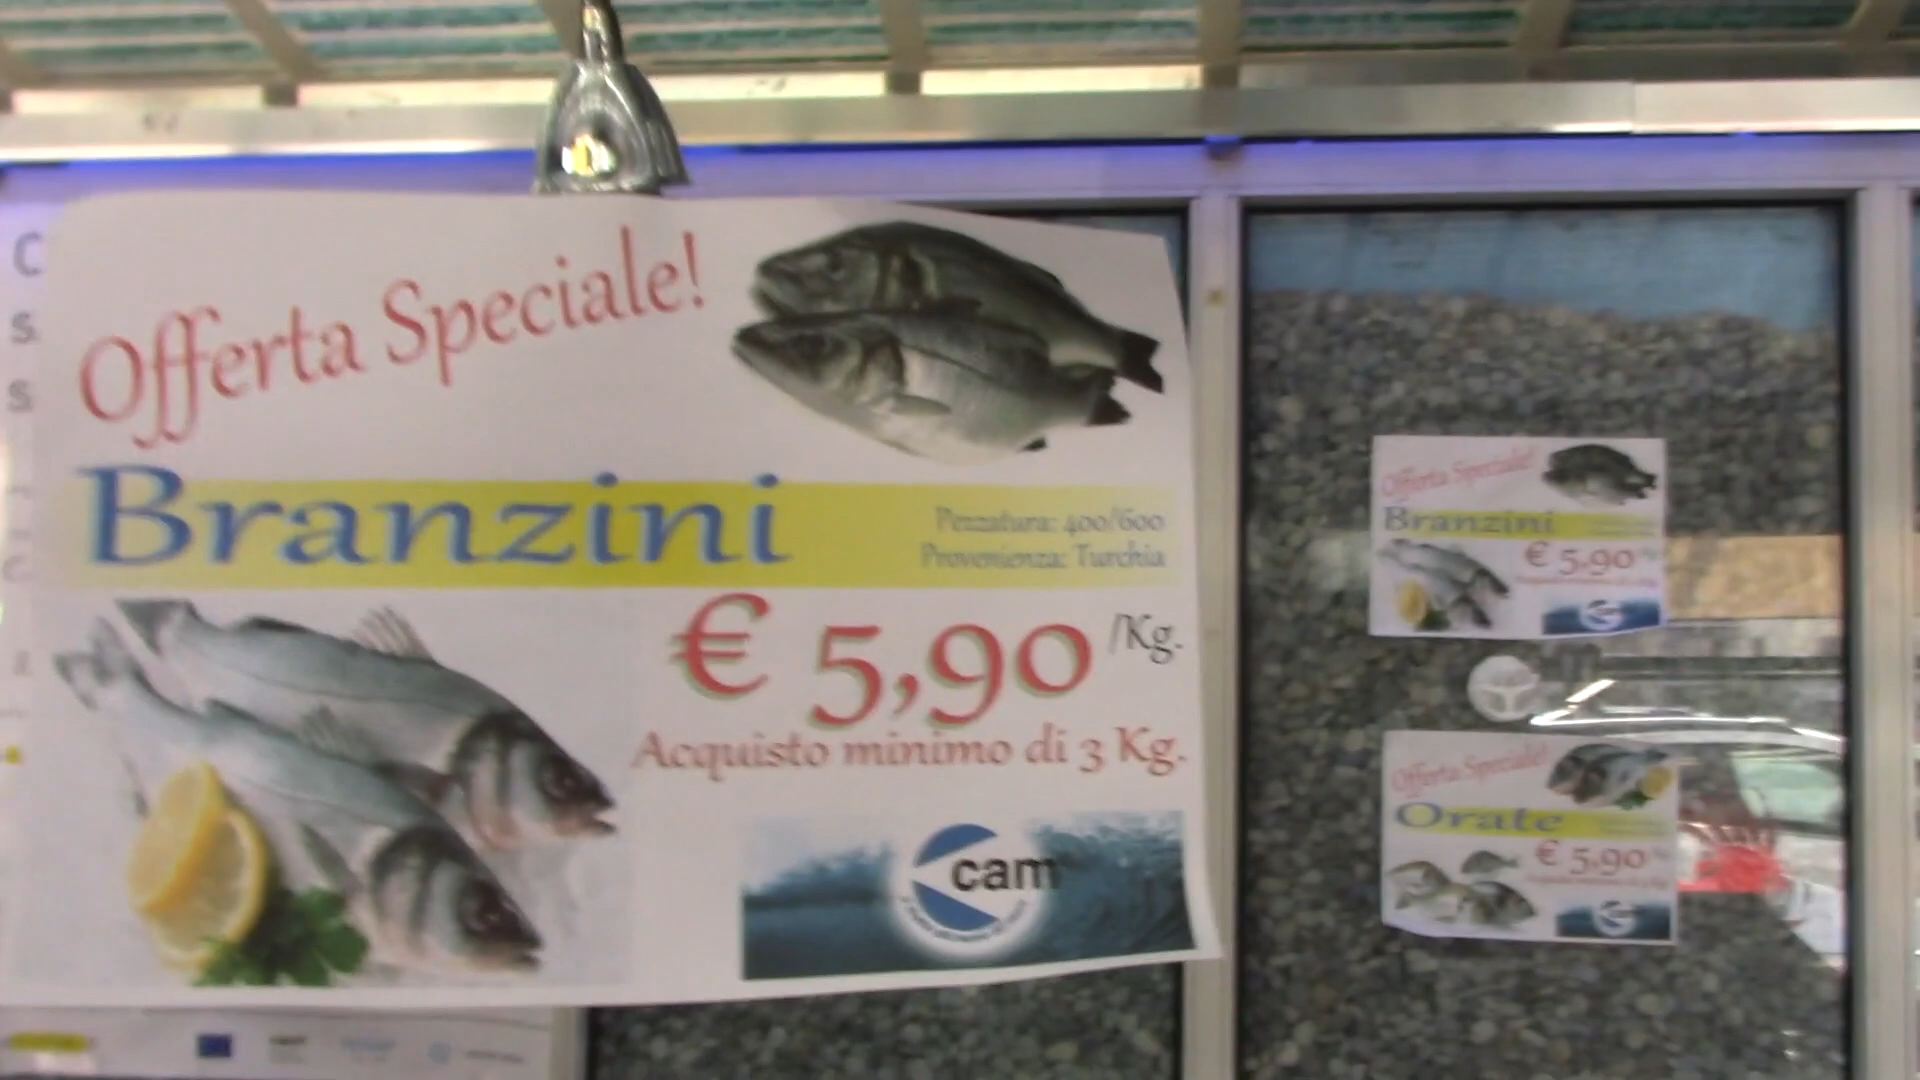 Offerta Speciale!
Branzini
Pezzatura: 400/600
Provenienza: Turchia
€ 5,90 /Kg.
Acquisto minimo di 3 Kg.
cam
Offerta Speciale!
Branzini
€ 5,90
Offerta Speciale!
Orate
€ 5,90